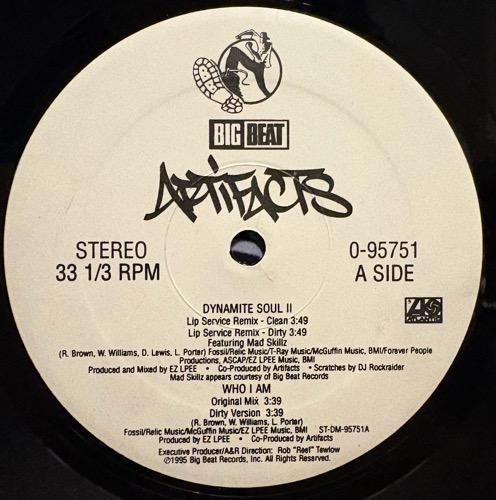 BIG BEAT
ARTIFACTS
STEREO
33 1/3 RPM
0-95751
A SIDE
ATLANTIC
DYNAMITE SOUL II
Lip Service Remix - Clean 3:49
Lip Service Remix - Dirty 3:49
Featuring Mad Skillz
(R. Brown, W. Williams, D. Lewis, L. Porter) Fossil/Relic Music/T-Ray Music/McGuffin Music, BMI/Forever People
Productions, ASCAP/EZ LPEE Music, BMI
Produced and Mixed by EZ LPEE • Co-Produced by Artifacts • Scratches by DJ Rockraider
Mad Skillz appears courtesy of Big Beat Records
WHO I AM
Original Mix 3:39
Dirty Version 3:39
(R. Brown, W. Williams, L. Porter)
Fossil/Relic Music/McGuffin Music/EZ LPEE Music, BMI ST-DM-95751A
Produced by EZ LPEE • Co-Produced by Artifacts
Executive Producer/A&R Direction: Rob "Reef" Tewlow
℗1995 Big Beat Records, Inc. All Rights Reserved.